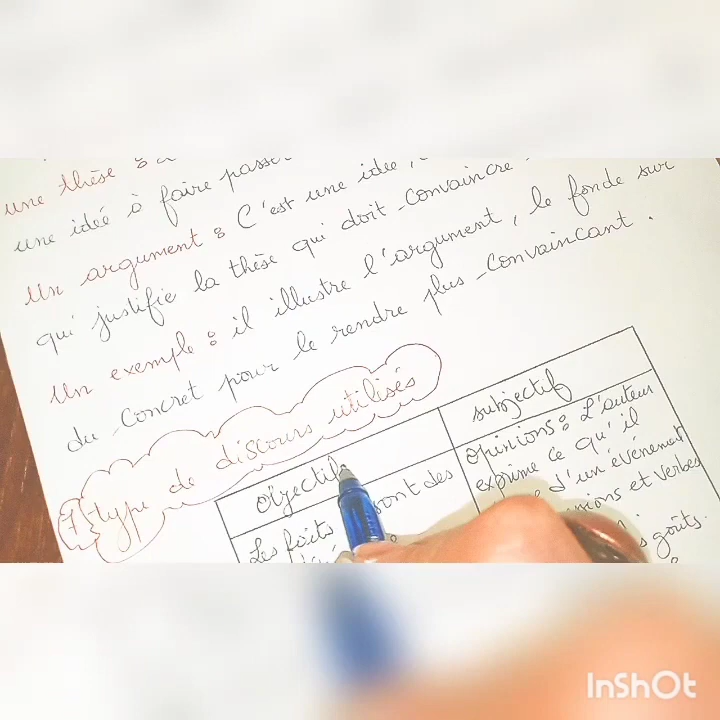 une thèse :
une idée à faire passer
Un argument : C'est une idée,
qui justifie la thèse qui doit convaincre.
Un exemple : il illustre l'argument, le fonde sur
du concret pour le rendre plus convaincant.
7) type de discours utilisés
objectif
subjectif
Les faits sont des
opinions : L'auteur
exprime ce qu'il
d'un événement
opinions et verbes
goûts.
InShOt